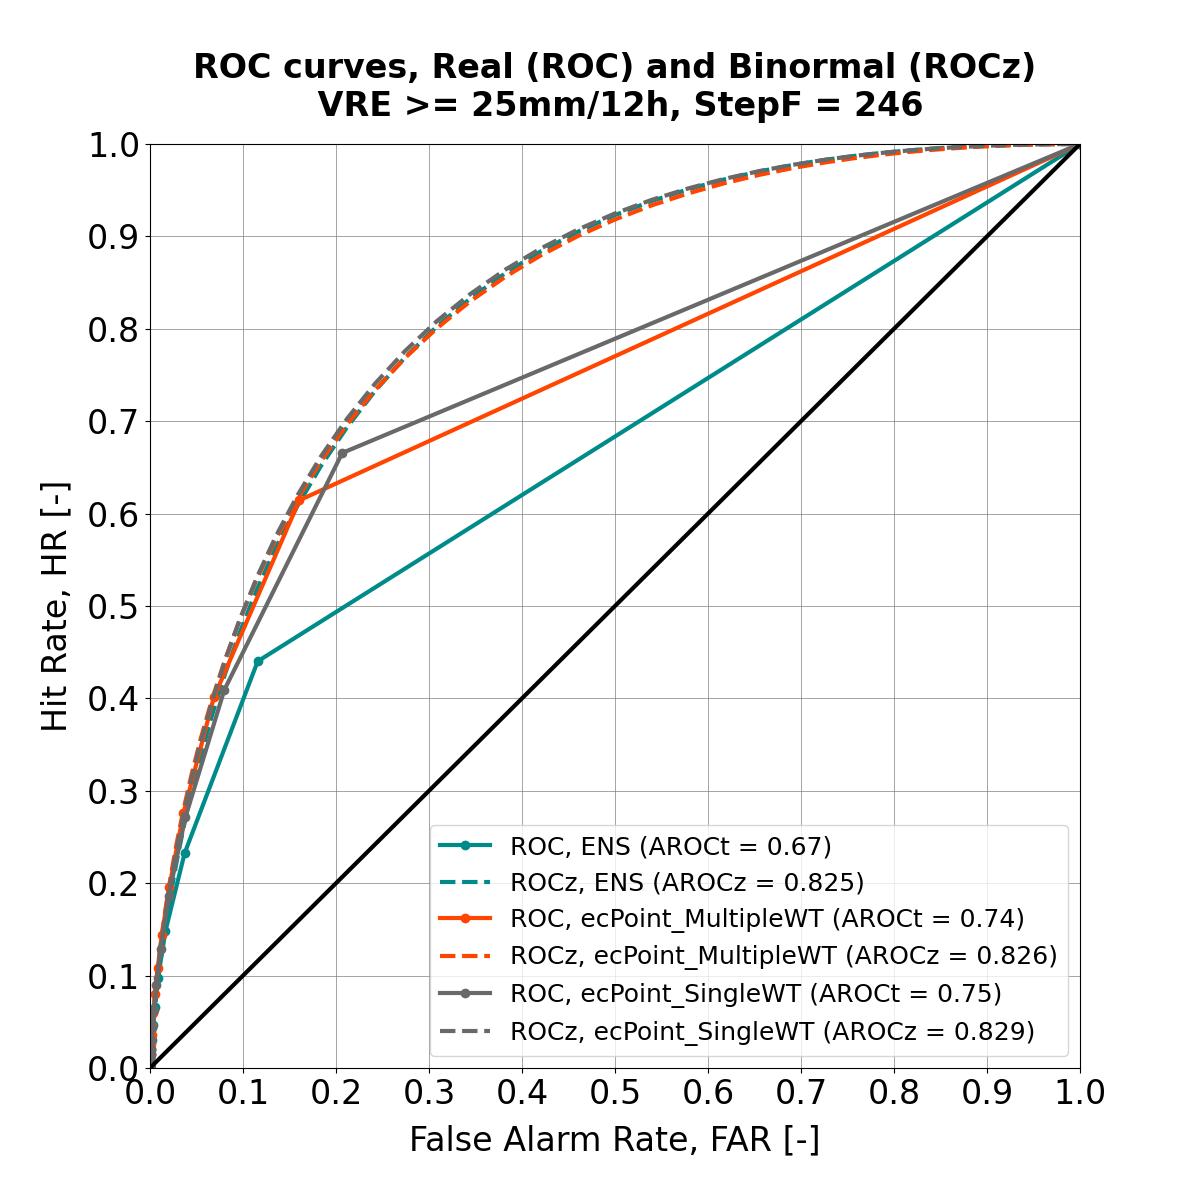 ROC curves, Real (ROC) and Binormal (ROCz)
VRE >= 25mm/12h, StepF = 246
1.0
0.9
0.8
0.7
0.6
0.5
0.4
0.3
0.2
0.1
0.0
Hit Rate, HR [-]
ROC, ENS (AROCt = 0.67)
ROCz, ENS (AROCz = 0.825)
ROC, ecPoint_MultipleWT (AROCt = 0.74)
ROCz, ecPoint_MultipleWT (AROCz = 0.826)
ROC, ecPoint_SingleWT (AROCt = 0.75)
ROCz, ecPoint_SingleWT (AROCz = 0.829)
0.0 0.1 0.2 0.3 0.4 0.5 0.6 0.7 0.8 0.9 1.0
False Alarm Rate, FAR [-]